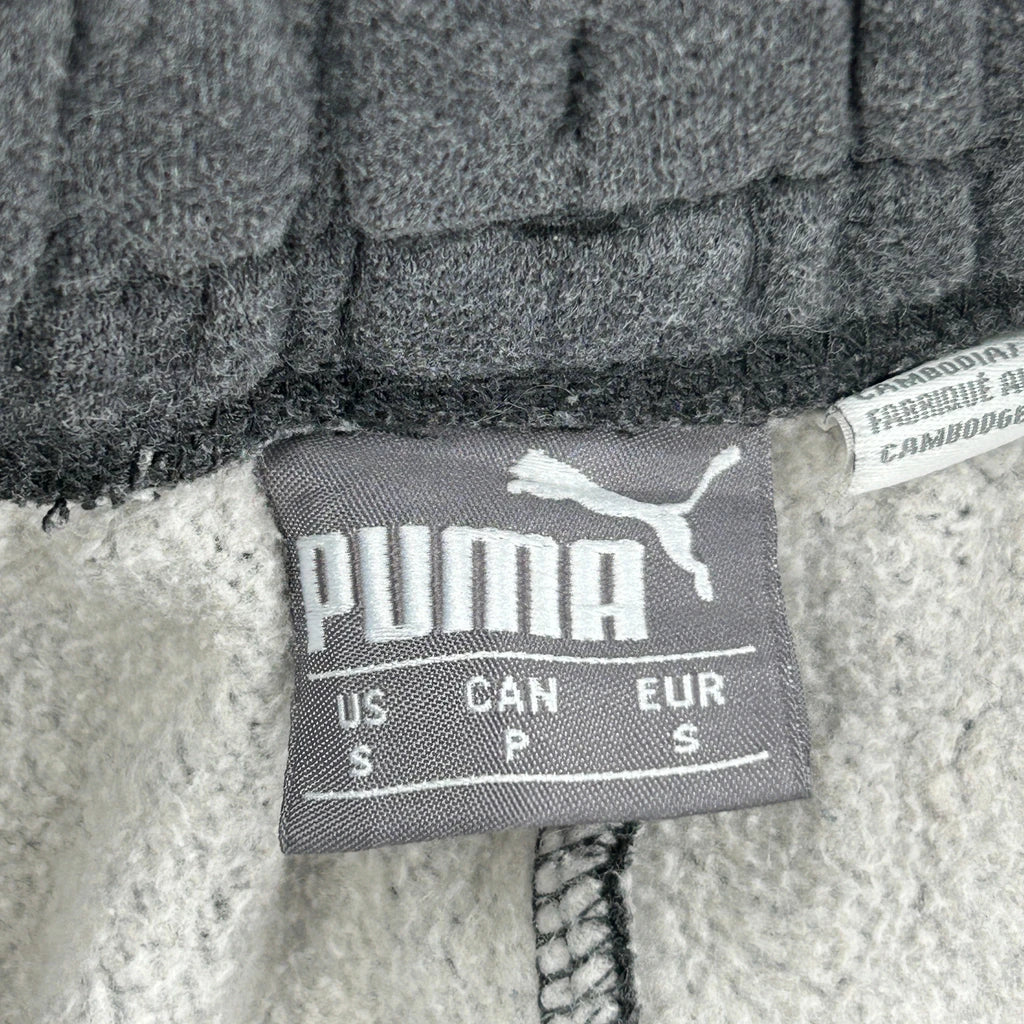 PUMA
US CAN EUR
S P S
CAMBODIA/
FABRIQUÉ AU
CAMBODGE